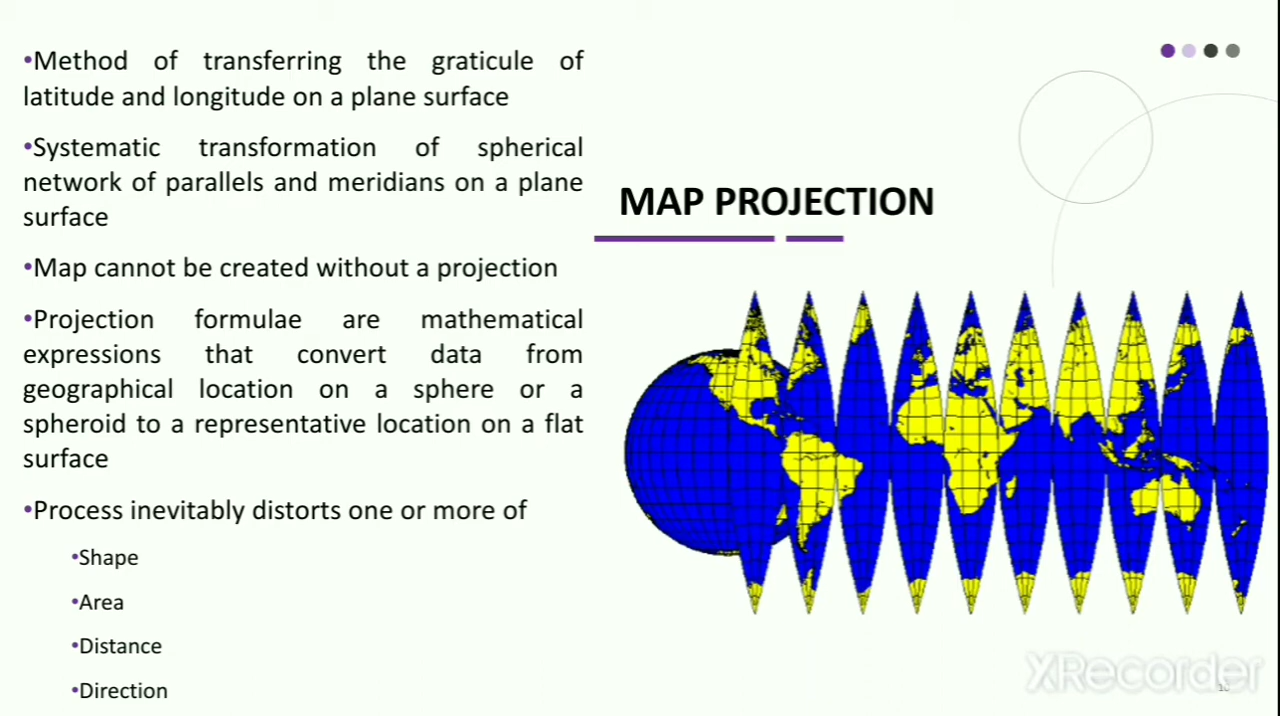 •Method of transferring the graticule of
latitude and longitude on a plane surface
•Systematic transformation of spherical
network of parallels and meridians on a plane
surface
•Map cannot be created without a projection
•Projection formulae are mathematical
expressions that convert data from
geographical location on a sphere or a
spheroid to a representative location on a flat
surface
•Process inevitably distorts one or more of
•Shape
•Area
•Distance
•Direction
MAP PROJECTION
XRecorder